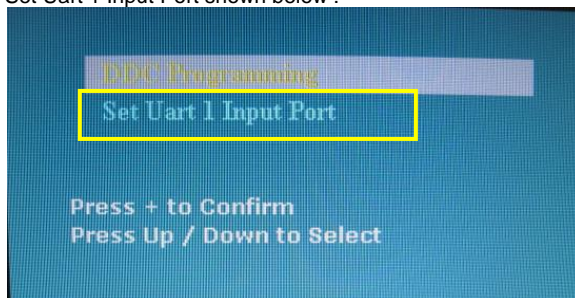 Set Uart 1 Input Port shown below :
DDC Programming
Set Uart 1 Input Port
Press + to Confirm
Press Up / Down to Select